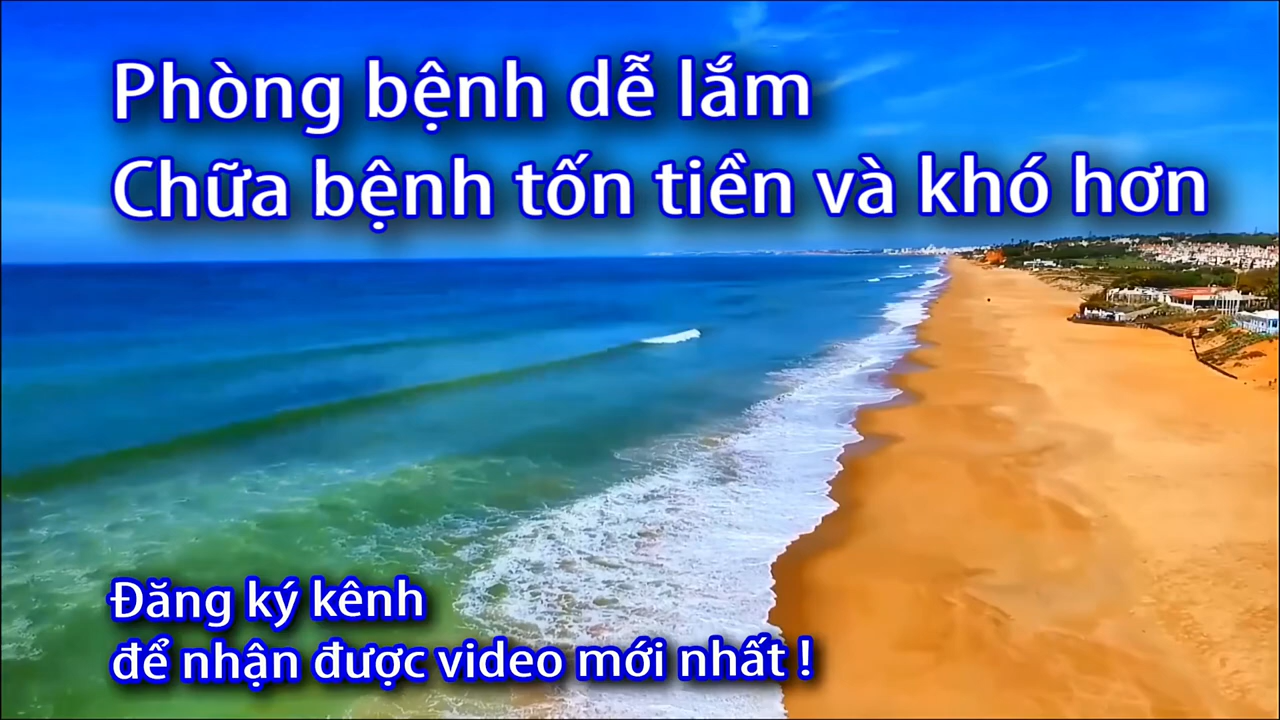 Phòng bệnh dễ lắm
Chữa bệnh tốn tiền và khó hơn
Đăng ký kênh
để nhận được video mới nhất !